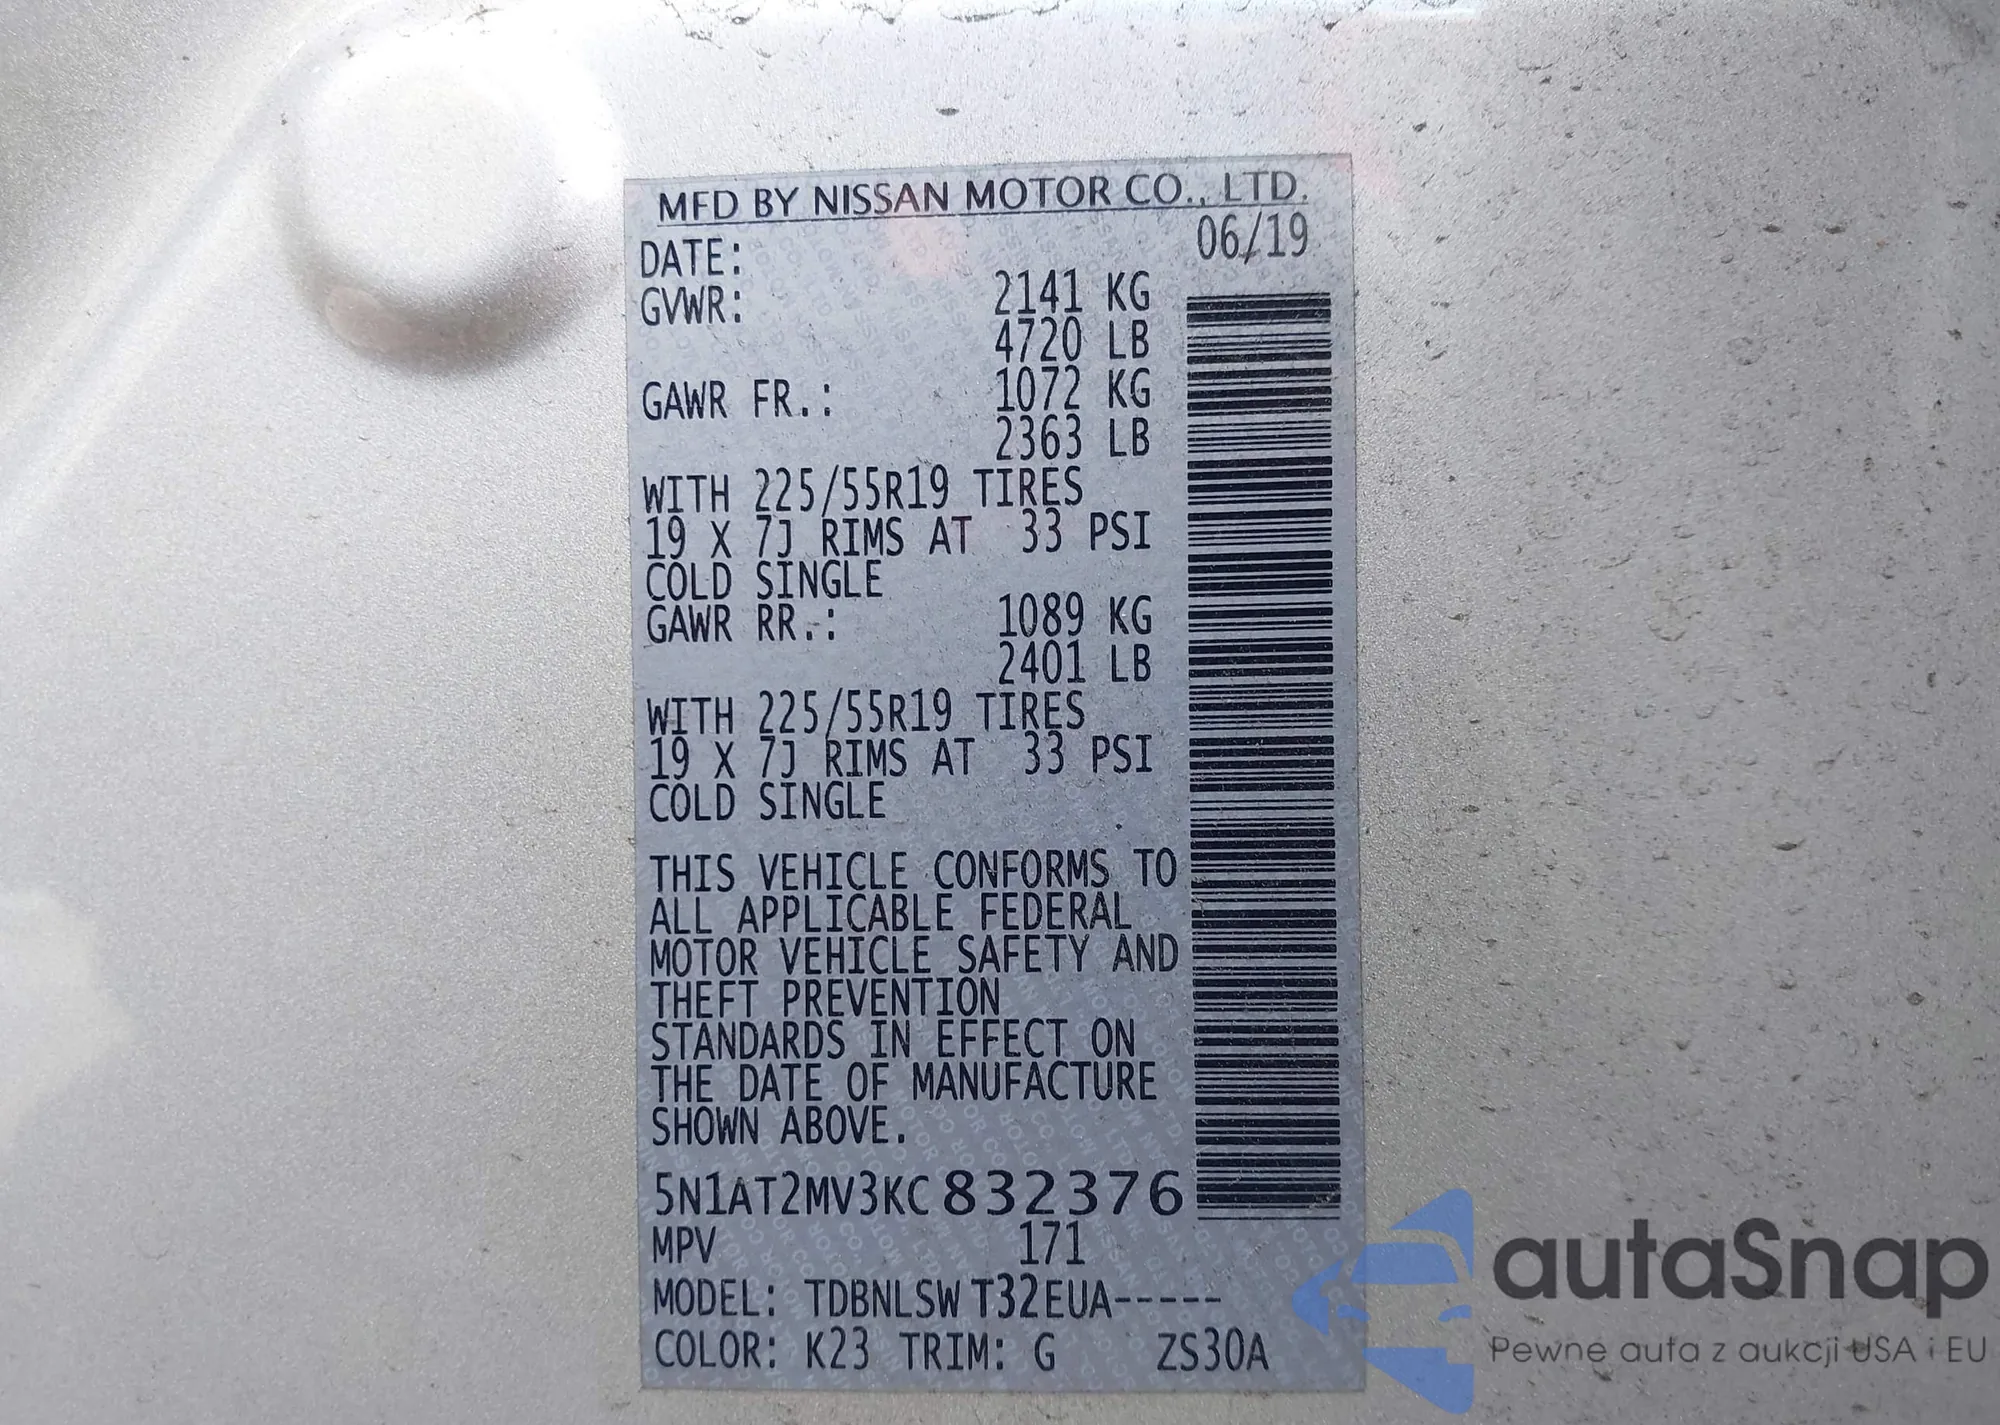 MFD BY NISSAN MOTOR CO., LTD.
DATE: 06/19
GVWR: 2141 KG
4720 LB
GAWR FR.: 1072 KG
2363 LB
WITH 225/55R19 TIRES
19 X 7J RIMS AT 33 PSI
COLD SINGLE
GAWR RR.: 1089 KG
2401 LB
WITH 225/55R19 TIRES
19 X 7J RIMS AT 33 PSI
COLD SINGLE
THIS VEHICLE CONFORMS TO
ALL APPLICABLE FEDERAL
MOTOR VEHICLE SAFETY AND
THEFT PREVENTION
STANDARDS IN EFFECT ON
THE DATE OF MANUFACTURE
SHOWN ABOVE.
5N1AT2MV3KC832376
MPV 171
MODEL: TDBNLSW T32EUA-----
COLOR: K23 TRIM: G ZS30A
autaSnap
Pewne auta z aukcji USA i EU